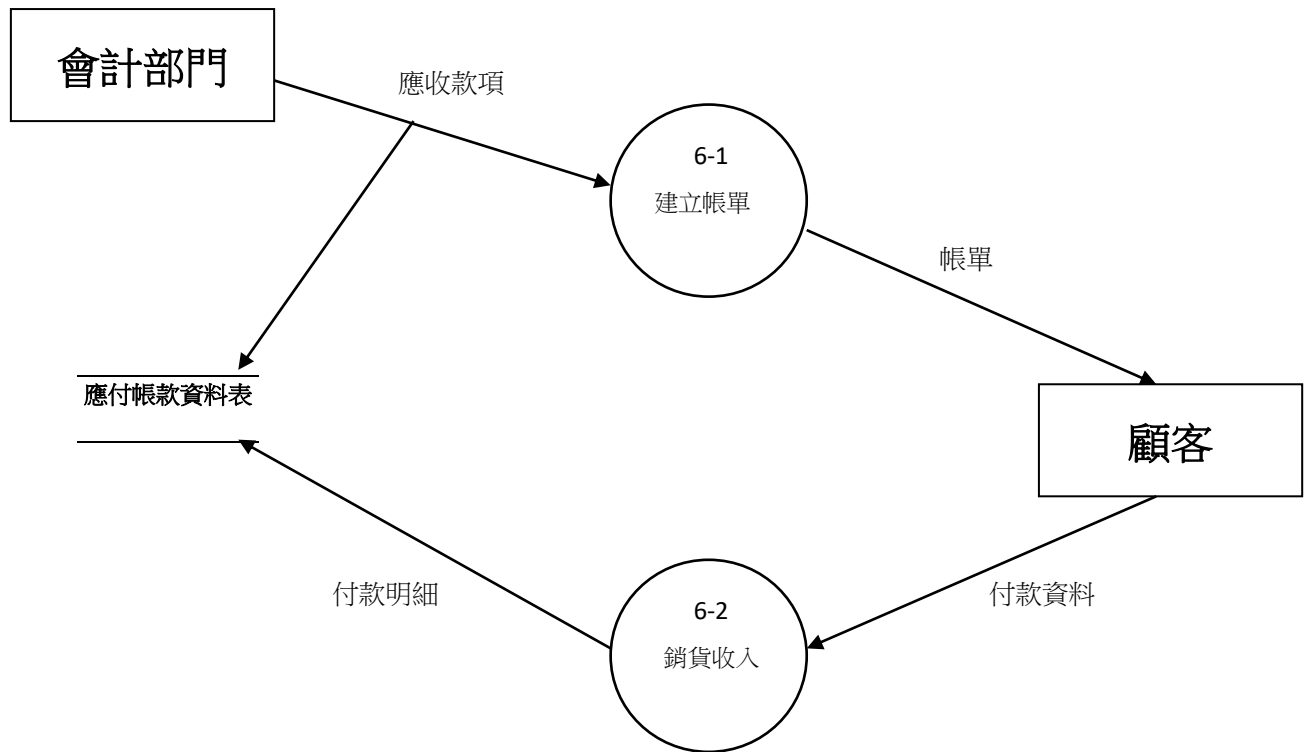 會計部門
應收款項
6-1
建立帳單
帳單
應付帳款資料表
顧客
付款明細
6-2
銷貨收入
付款資料